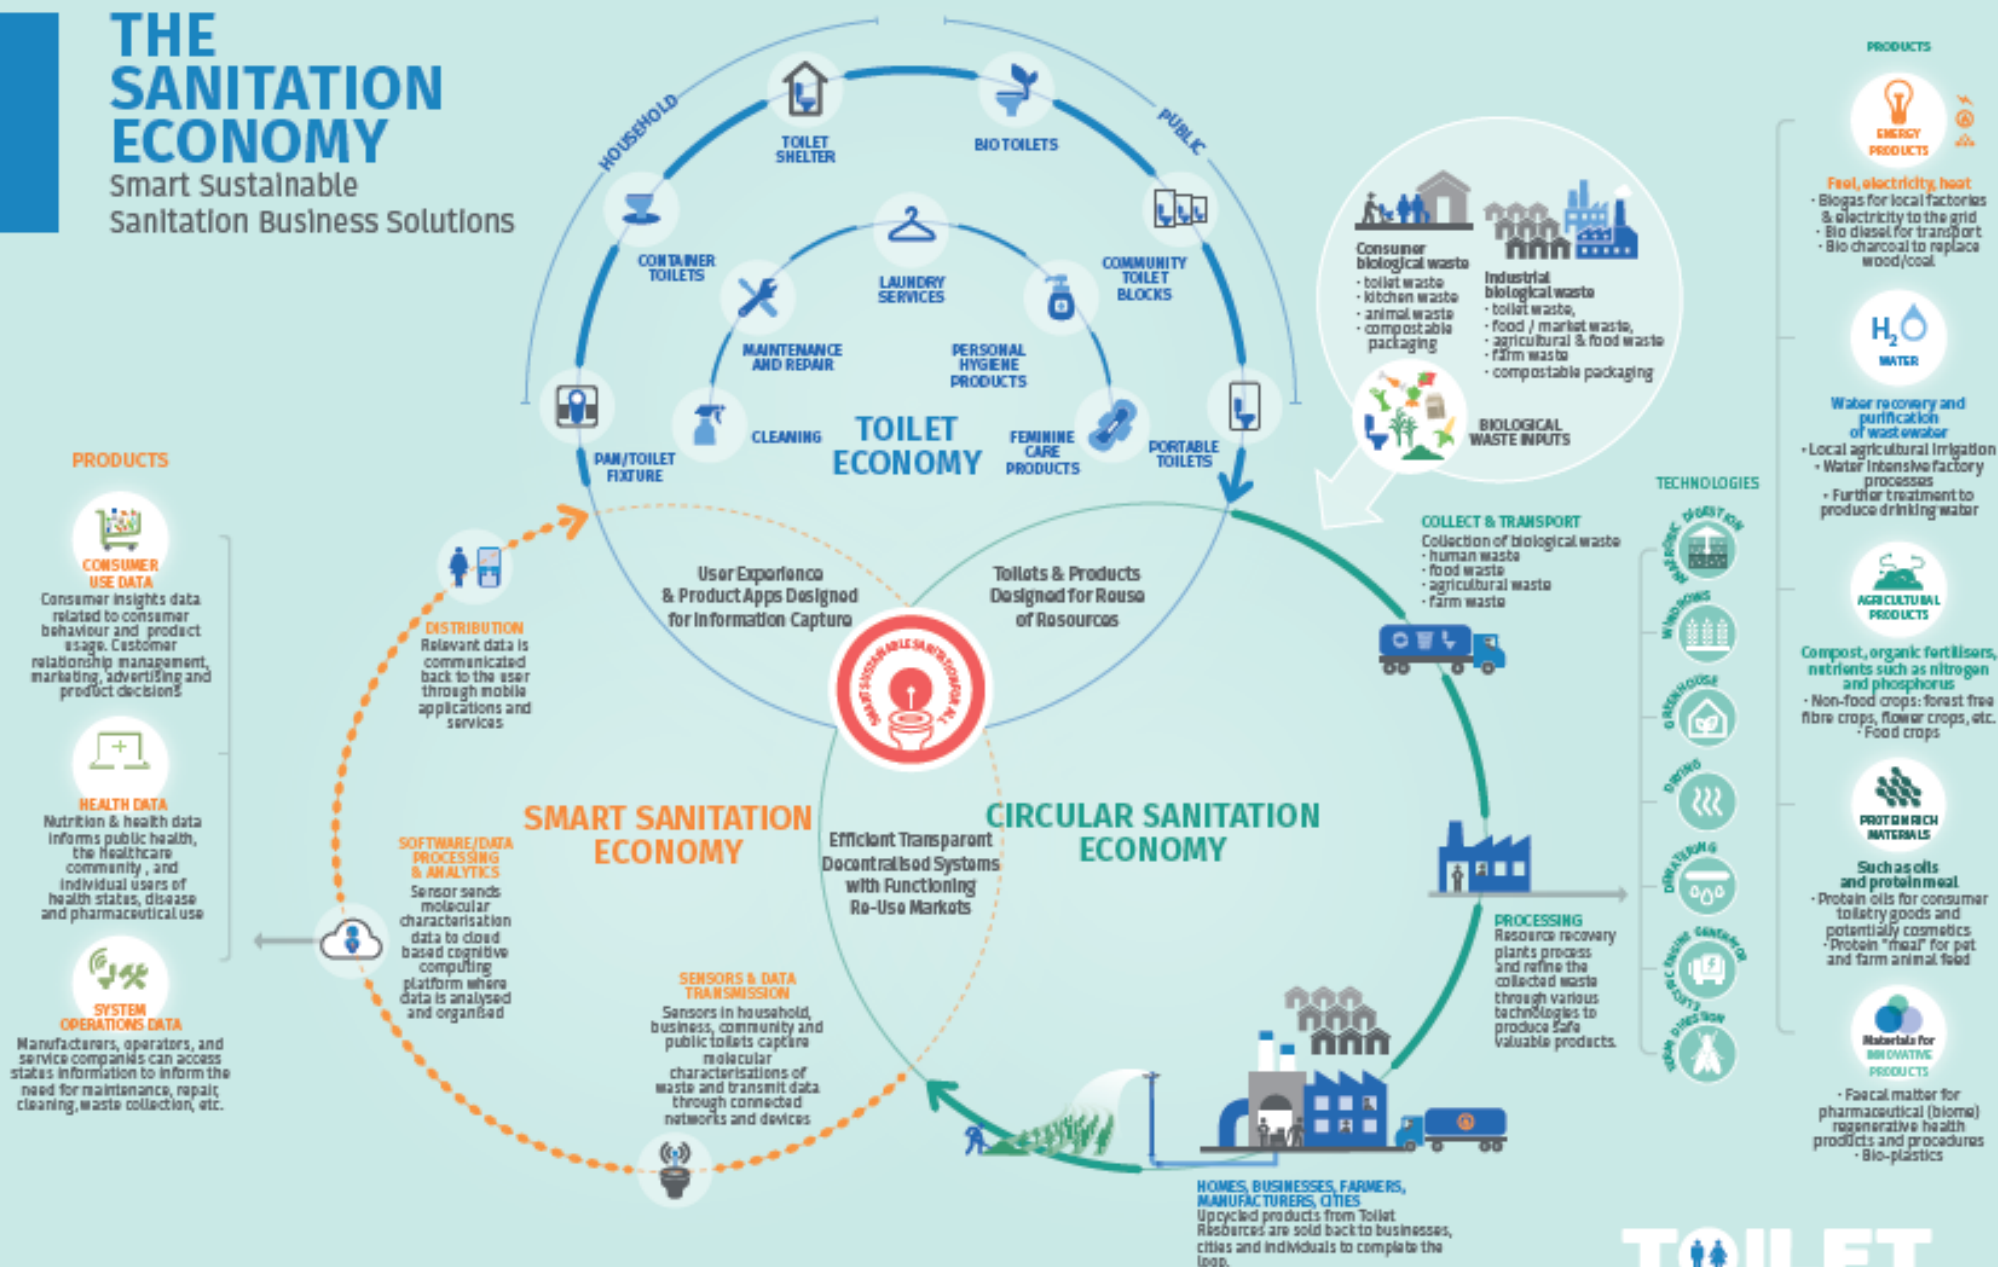 THE
SANITATION
ECONOMY
Smart Sustainable
Sanitation Business Solutions
HOUSEHOLD
PUBLIC
TOILET
SHELTER
BIO TOILETS
CONTAINER
TOILETS
COMMUNITY
TOILET
BLOCKS
LAUNDRY
SERVICES
MAINTENANCE
AND REPAIR
PERSONAL
HYGIENE
PRODUCTS
PAN/TOILET
FIXTURE
CLEANING
TOILET
ECONOMY
FEMININE
CARE
PRODUCTS
PORTABLE
TOILETS
Consumer
biological waste
· toilet waste
· kitchen waste
· animal waste
· compostable
packaging
Industrial
biological waste
· toilet waste,
· food / market waste,
· agricultural & food waste
· farm waste
· compostable packaging
BIOLOGICAL
WASTE INPUTS
User Experience
& Product Apps Designed
for Information Capture
Toilets & Products
Designed for Reuse
of Resources
SMART SUSTAINABLE SANITATION FOR ALL
Efficient Transparent
Decentralised Systems
with Functioning
Re-Use Markets
SMART SANITATION
ECONOMY
CIRCULAR SANITATION
ECONOMY
PRODUCTS
CONSUMER
USE DATA
Consumer insights data
related to consumer
behaviour and product
usage. Customer
relationship management,
marketing, advertising and
product decisions
HEALTH DATA
Nutrition & health data
informs public health,
the healthcare
community , and
individual users of
health status, disease
and pharmaceutical use
SYSTEM
OPERATIONS DATA
Manufacturers, operators, and
service companies can access
status information to inform the
need for maintenance, repair,
cleaning, waste collection, etc.
DISTRIBUTION
Relevant data is
communicated
back to the user
through mobile
applications and
services
SOFTWARE/DATA
PROCESSING
& ANALYTICS
Sensor sends
molecular
characterisation
data to cloud
based cognitive
computing
platform where
data is analysed
and organised
SENSORS & DATA
TRANSMISSION
Sensors in household,
business, community and
public toilets capture
molecular
characterisations of
waste and transmit data
through connected
networks and devices
COLLECT & TRANSPORT
Collection of biological waste
· human waste
· food waste
· agricultural waste
· farm waste
PROCESSING
Resource recovery
plants process
and refine the
collected waste
through various
technologies to
produce safe
valuable products.
HOMES, BUSINESSES, FARMERS,
MANUFACTURERS, CITIES
Upcycled products from Toilet
Resources are sold back to businesses,
cities and individuals to complete the
loop.
TECHNOLOGIES
ANAEROBIC DIGESTION
WINDROWS
GREENHOUSE
DRYING
DEWATERING
ELECTRIC ENGINE GENERATOR
DIGESTION
PRODUCTS
ENERGY
PRODUCTS
Fuel, electricity, heat
· Biogas for local factories
& electricity to the grid
· Bio diesel for transport
· Bio charcoal to replace
wood/coal
H2O
WATER
Water recovery and
purification
of wastewater
· Local agricultural irrigation
· Water intensive factory
processes
· Further treatment to
produce drinking water
AGRICULTURAL
PRODUCTS
Compost, organic fertilisers,
nutrients such as nitrogen
and phosphorus
· Non-food crops: forest free
fibre crops, flower crops, etc.
· Food crops
PROTEIN RICH
MATERIALS
Such as oils
and protein meal
· Protein oils for consumer
toiletry goods and
potentially cosmetics
· Protein "meal" for pet
and farm animal feed
Materials for
INNOVATIVE
PRODUCTS
· Faecal matter for
pharmaceutical (biome)
regenerative health
products and procedures
· Bio-plastics
TOILET